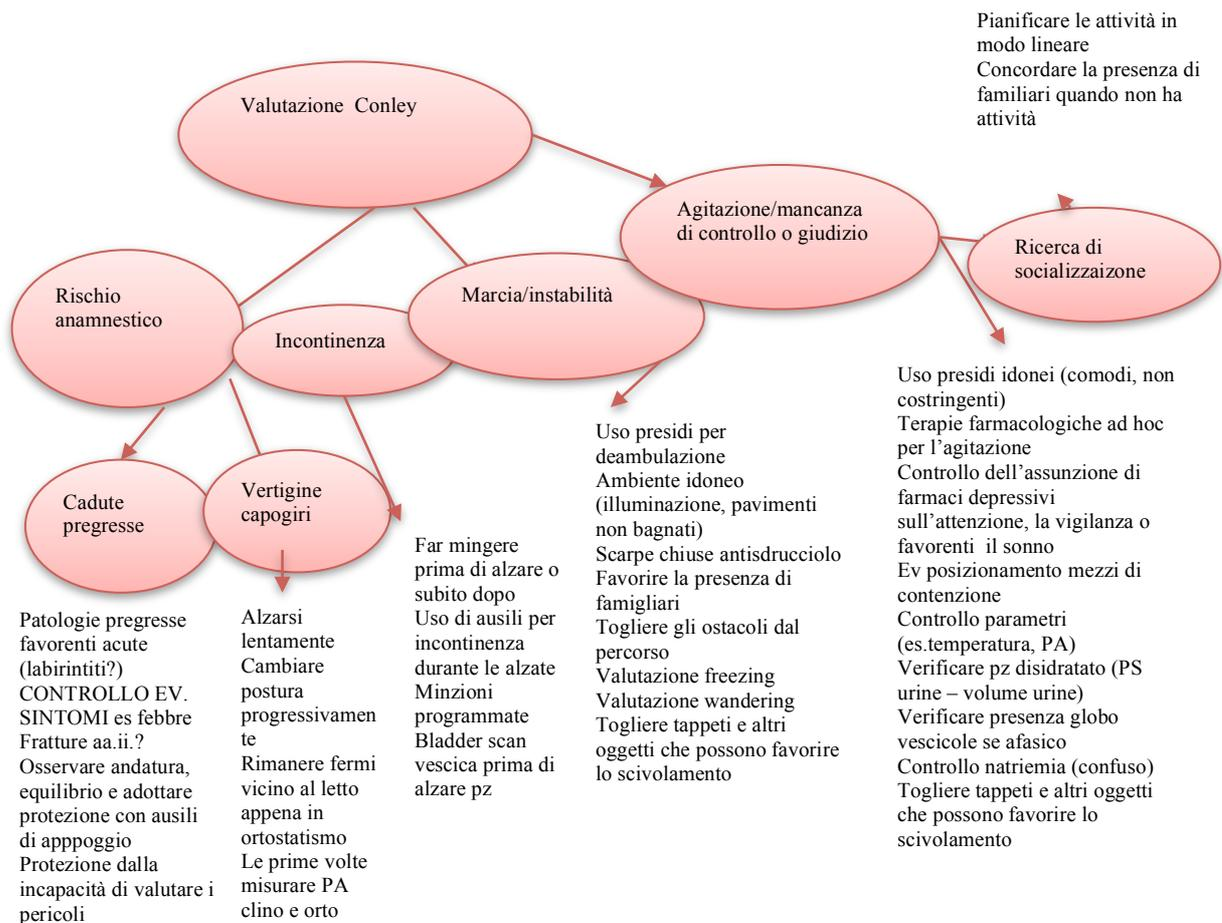 Pianificare le attività in
modo lineare
Concordare la presenza di
familiari quando non ha
attività
Valutazione  Conley
Agitazione/mancanza
di controllo o giudizio
Ricerca di
socializzaizone
Rischio
anamnestico
Incontinenza
Marcia/instabilità
Cadute
pregresse
Vertigine
capogiri
Patologie pregresse
favorenti acute
(labirintiti?)
CONTROLLO EV.
SINTOMI es febbre
Fratture aa.ii.?
Osservare andatura,
equilibrio e adottare
protezione con ausili
di apppoggio
Protezione dalla
incapacità di valutare i
pericoli
Alzarsi
lentamente
Cambiare
postura
progressivamen
te
Rimanere fermi
vicino al letto
appena in
ortostatismo
Le prime volte
misurare PA
clino e orto
Far mingere
prima di alzare o
subito dopo
Uso di ausili per
incontinenza
durante le alzate
Minzioni
programmate
Bladder scan
vescica prima di
alzare pz
Uso presidi per
deambulazione
Ambiente idoneo
(illuminazione, pavimenti
non bagnati)
Scarpe chiuse antisdrucciolo
Favorire la presenza di
famigliari
Togliere gli ostacoli dal
percorso
Valutazione freezing
Valutazione wandering
Togliere tappeti e altri
oggetti che possono favorire
lo scivolamento
Uso presidi idonei (comodi, non
costringenti)
Terapie farmacologiche ad hoc
per l’agitazione
Controllo dell’assunzione di
farmaci depressivi
sull’attenzione, la vigilanza o
favorenti  il sonno
Ev posizionamento mezzi di
contenzione
Controllo parametri
(es.temperatura, PA)
Verificare pz disidratato (PS
urine – volume urine)
Verificare presenza globo
vescicole se afasico
Controllo natriemia (confuso)
Togliere tappeti e altri oggetti
che possono favorire lo
scivolamento